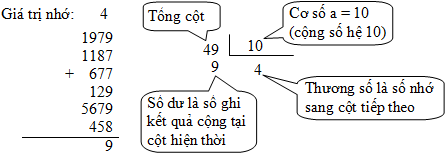 Giá trị nhớ: 4
1979
1187
+ 677
129
5679
458
9
Tổng cột
49
10
9
4
Cơ số a = 10
(cộng số hệ 10)
Số dư là số ghi
kết quả cộng tại
cột hiện thời
Thương số là số nhớ
sang cột tiếp theo